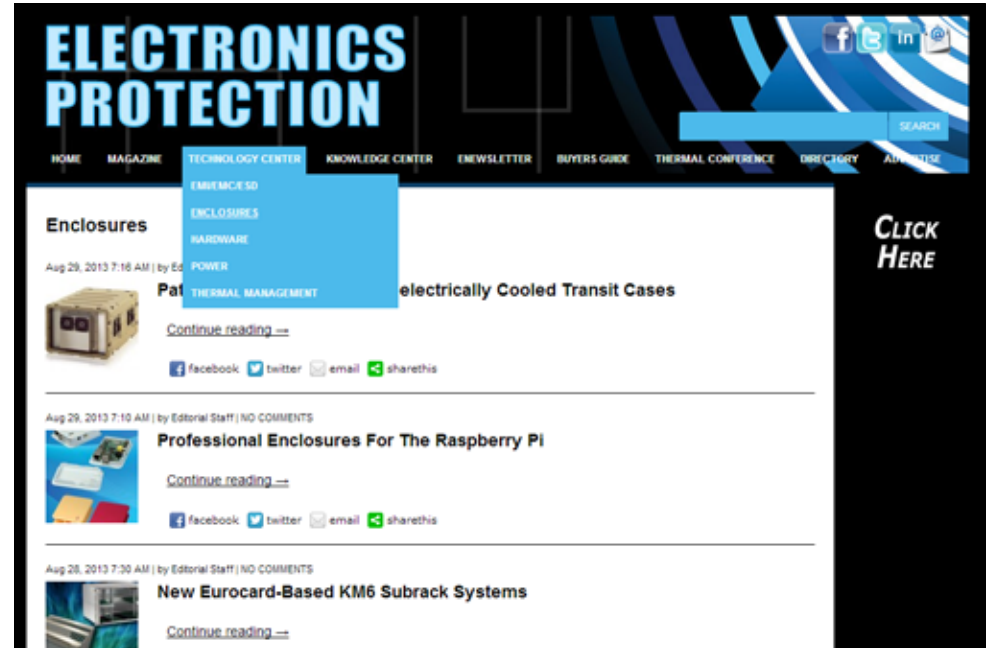 ELECTRONICS
PROTECTION
SEARCH
HOME MAGAZINE TECHNOLOGY CENTER KNOWLEDGE CENTER ENEWSLETTER BUYERS GUIDE THERMAL CONFERENCE DIRECTORY ADVERTISE
EMI/EMC/ESD
ENCLOSURES
HARDWARE
POWER
THERMAL MANAGEMENT
Enclosures
CLICK
HERE
Aug 29, 2013 7:16 AM | by
electrically Cooled Transit Cases
Continue reading →
facebook twitter email sharethis
Aug 29, 2013 7:10 AM | by Editorial Staff | NO COMMENTS
Professional Enclosures For The Raspberry Pi
Continue reading →
facebook twitter email sharethis
Aug 28, 2013 7:30 AM | by Editorial Staff | NO COMMENTS
New Eurocard-Based KM6 Subrack Systems
Continue reading →